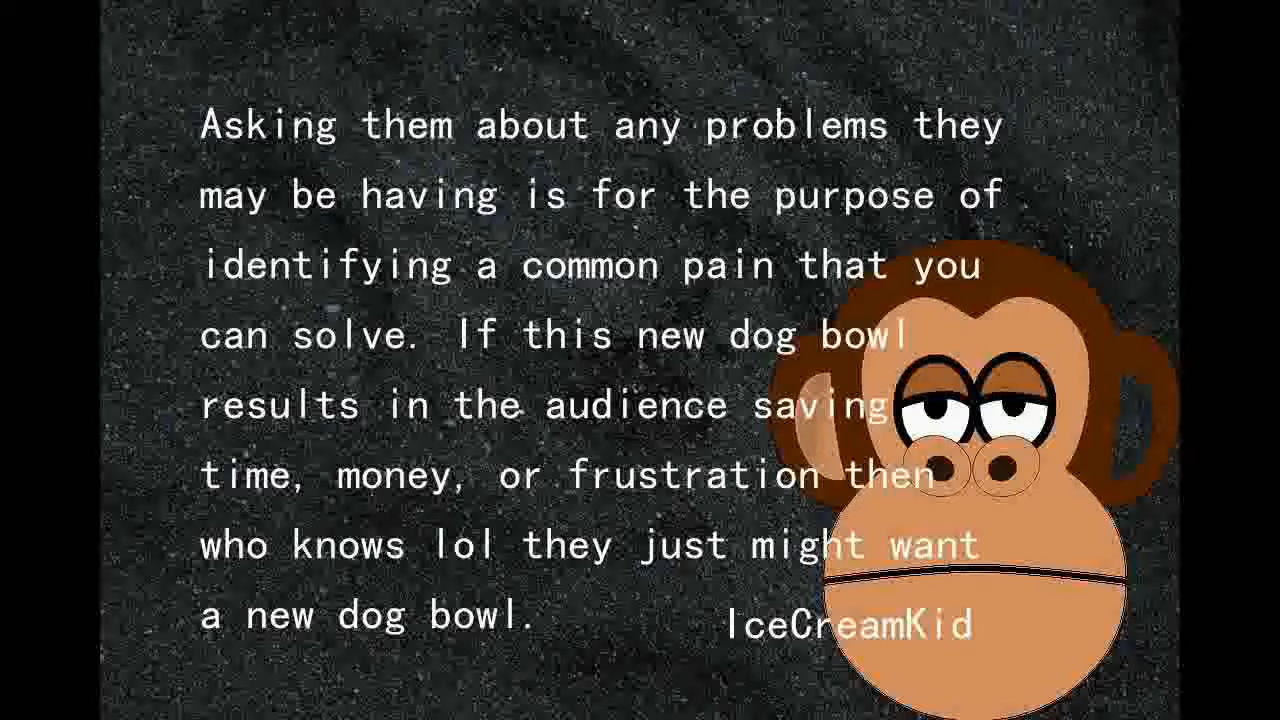 Asking them about any problems they
may be having is for the purpose of
identifying a common pain that you
can solve. If this new dog bowl
results in the audience saving
time, money, or frustration then
who knows lol they just might want
a new dog bowl.
IceCreamKid